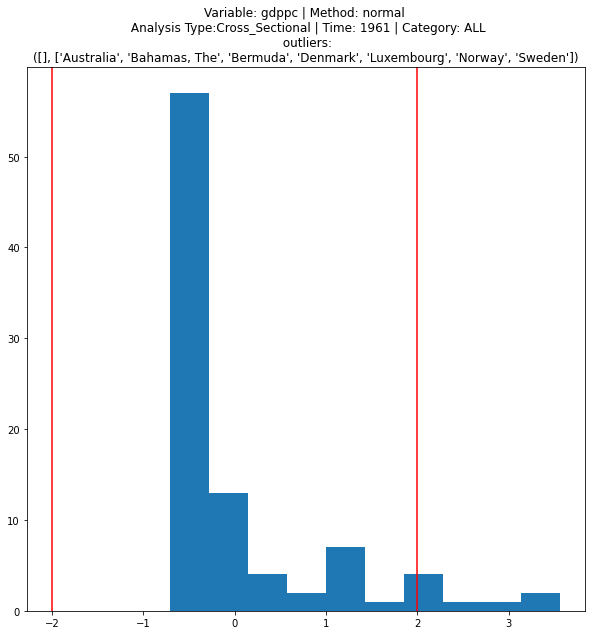 Variable: gdppc | Method: normal
Analysis Type:Cross_Sectional | Time: 1961 | Category: ALL
outliers:
([], ['Australia', 'Bahamas, The', 'Bermuda', 'Denmark', 'Luxembourg', 'Norway', 'Sweden'])
50
40
30
20
10
0
−2 −1 0 1 2 3